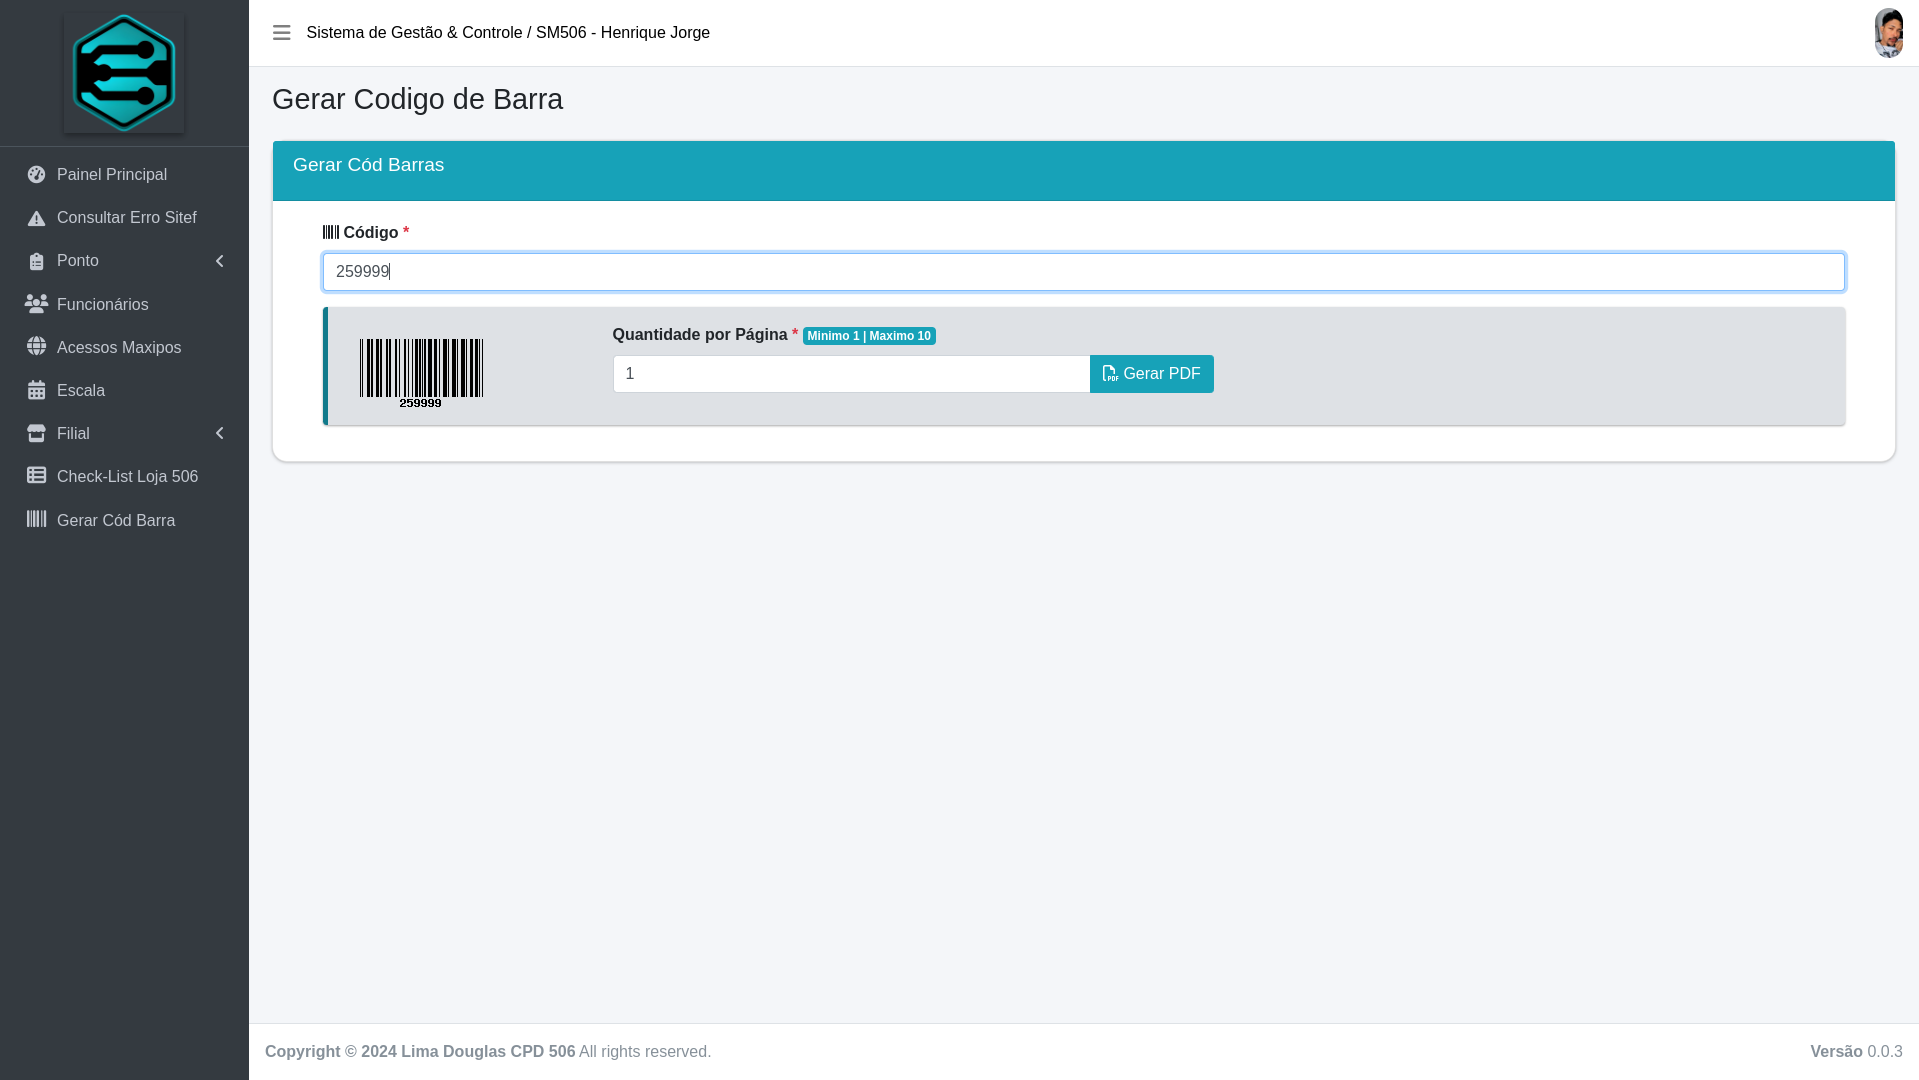 Sistema de Gestão & Controle / SM506 - Henrique Jorge
Painel Principal
Consultar Erro Sitef
Ponto
Funcionários
Acessos Maxipos
Escala
Filial
Check-List Loja 506
Gerar Cód Barra
Gerar Codigo de Barra
Gerar Cód Barras
Código *
259999
259999
Quantidade por Página * Minimo 1 | Maximo 10
1
Gerar PDF
Copyright © 2024 Lima Douglas CPD 506 All rights reserved.
Versão 0.0.3